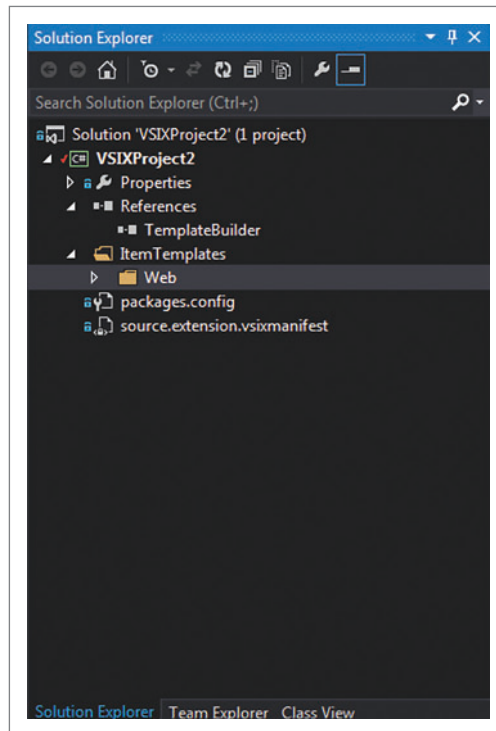 Solution Explorer
Search Solution Explorer (Ctrl+;)
Solution 'VSIXProject2' (1 project)
C# VSIXProject2
Properties
References
TemplateBuilder
ItemTemplates
Web
packages.config
source.extension.vsixmanifest
Solution Explorer Team Explorer Class View